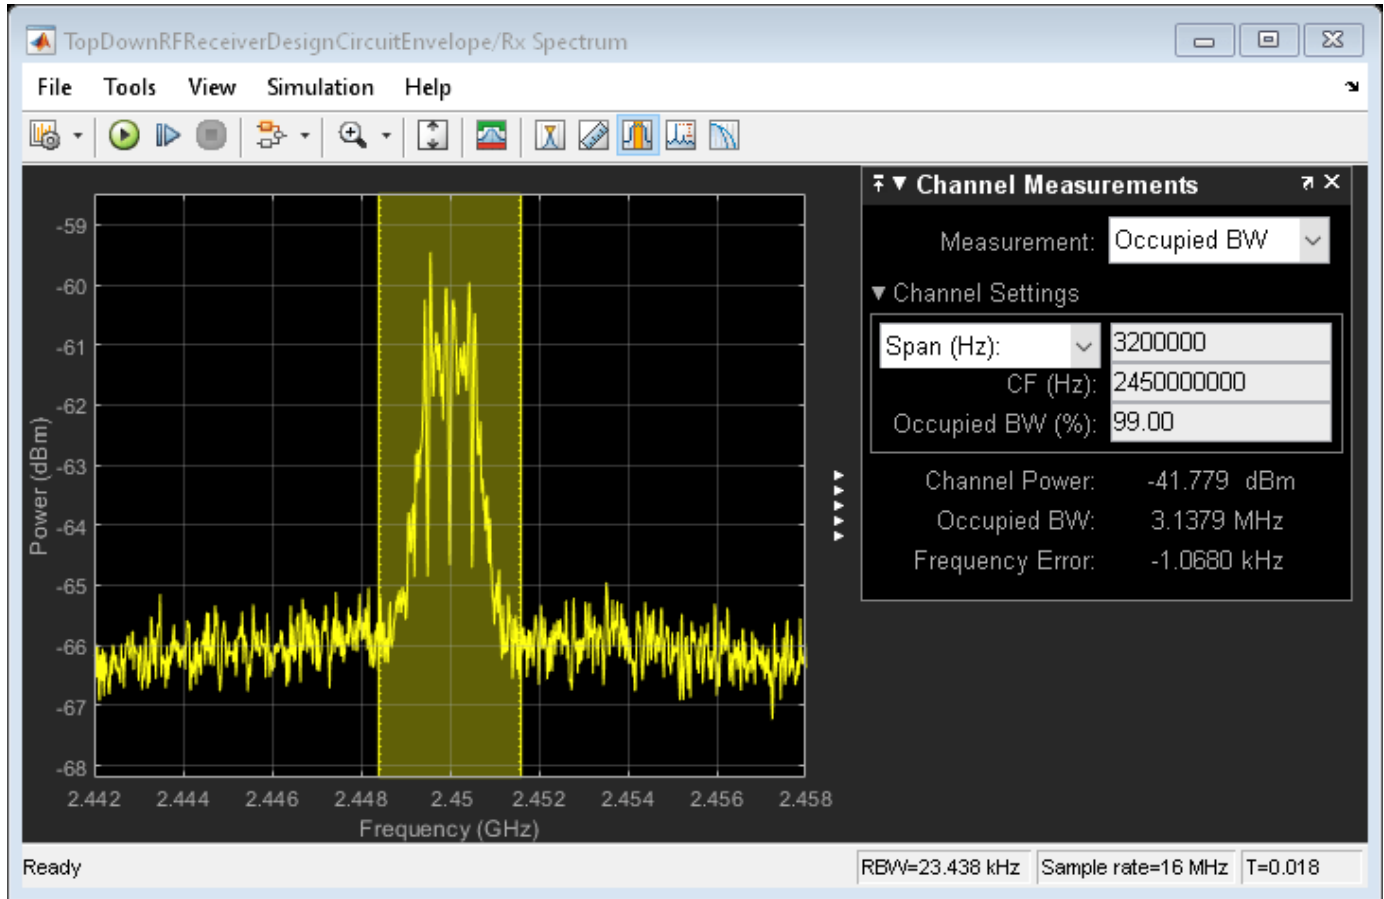 TopDownRFReceiverDesignCircuitEnvelope/Rx Spectrum
File Tools View Simulation Help
Channel Measurements
Measurement: Occupied BW
Channel Settings
Span (Hz): 3200000
CF (Hz): 2450000000
Occupied BW (%): 99.00
Channel Power: -41.779 dBm
Occupied BW: 3.1379 MHz
Frequency Error: -1.0680 kHz
Power (dBm)
-59
-60
-61
-62
-63
-64
-65
-66
-67
-68
2.442 2.444 2.446 2.448 2.45 2.452 2.454 2.456 2.458
Frequency (GHz)
Ready RBW=23.438 kHz Sample rate=16 MHz T=0.018